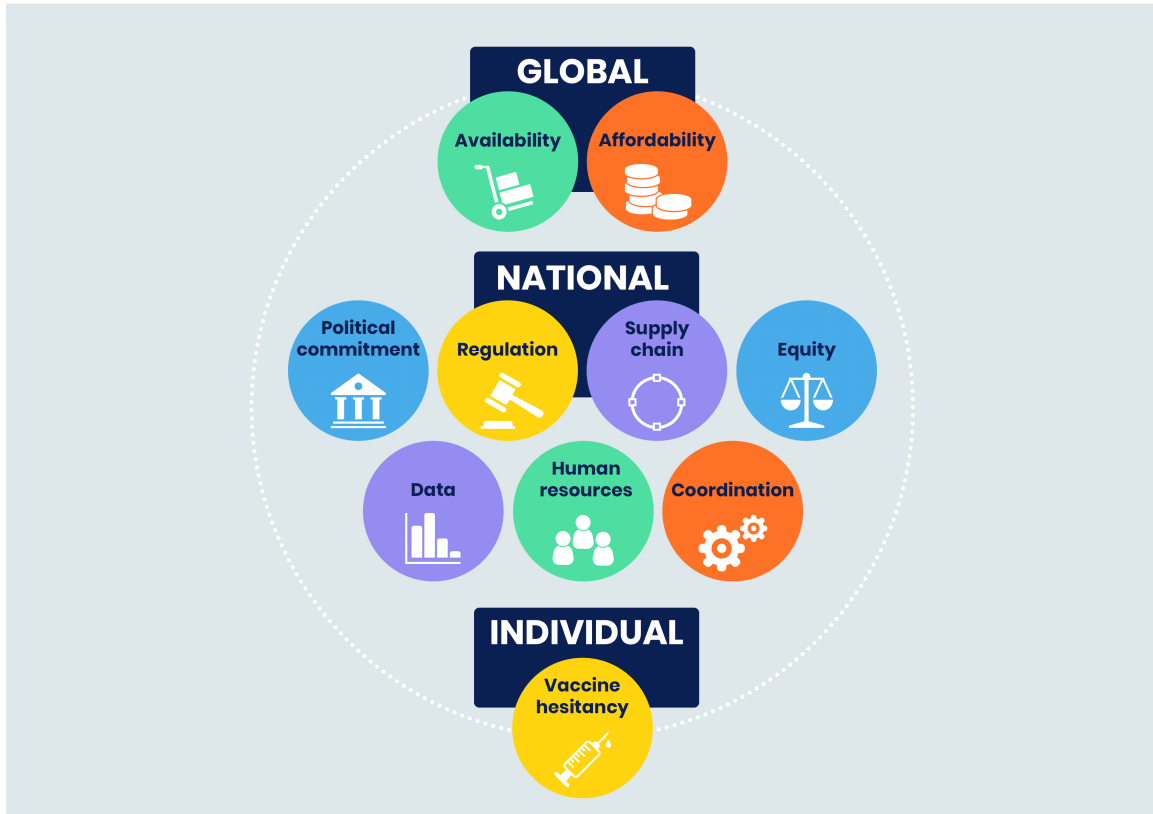 GLOBAL
Availability
Affordability
NATIONAL
Political
commitment
Regulation
Supply
chain
Equity
Data
Human
resources
Coordination
INDIVIDUAL
Vaccine
hesitancy